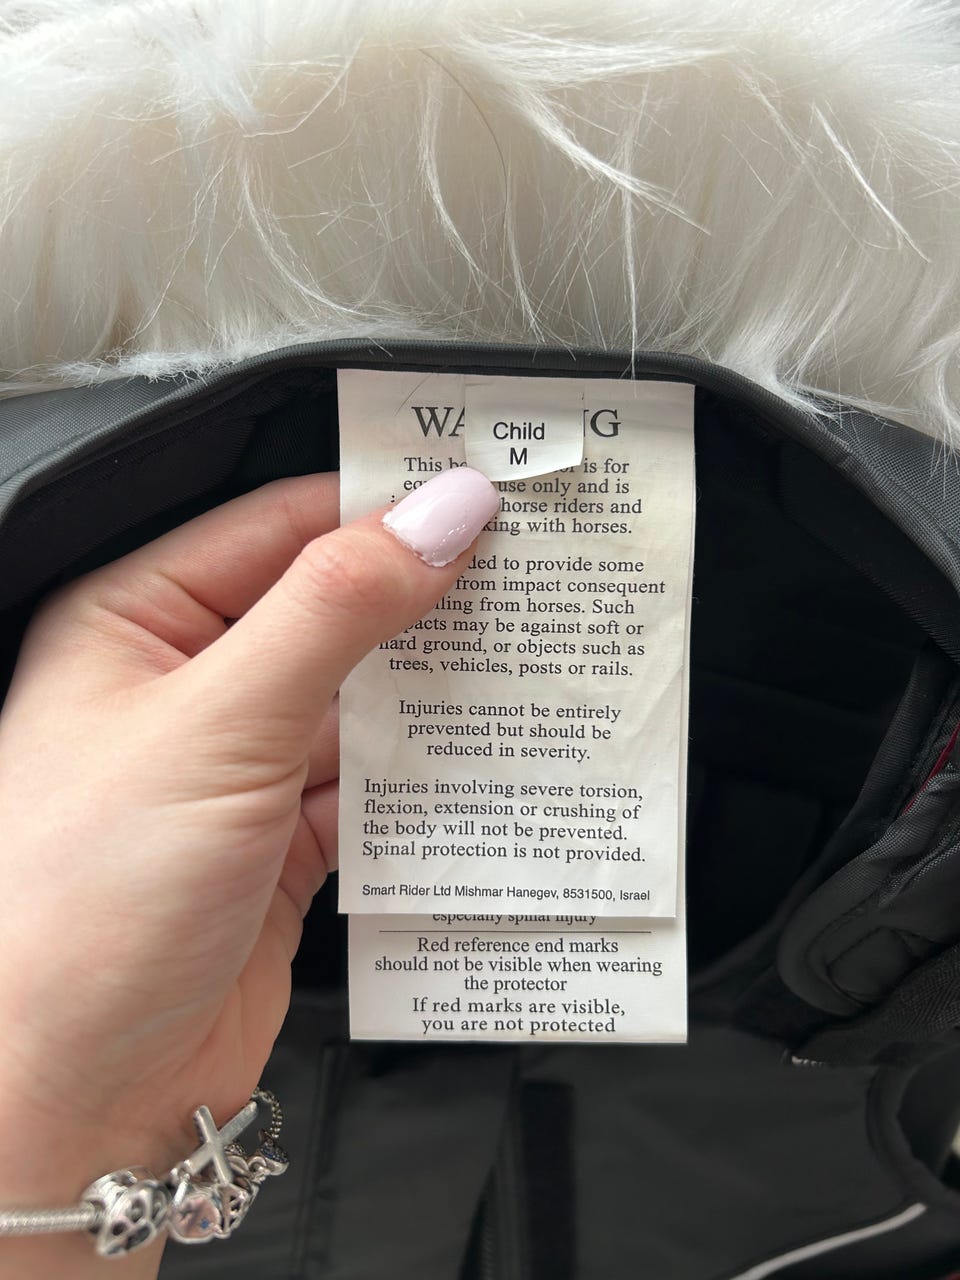 WA
G
Child
M
This
is for
use only and is
horse riders and
with horses.
to provide some
from impact consequent
from horses. Such
may be against soft or
hard ground, or objects such as
trees, vehicles, posts or rails.
Injuries cannot be entirely
prevented but should be
reduced in severity.
Injuries involving severe torsion,
flexion, extension or crushing of
the body will not be prevented.
Spinal protection is not provided.
Smart Rider Ltd Mishmar Hanegev, 8531500, Israel
especially spinal injury
Red reference end marks
should not be visible when wearing
the protector
If red marks are visible,
you are not protected